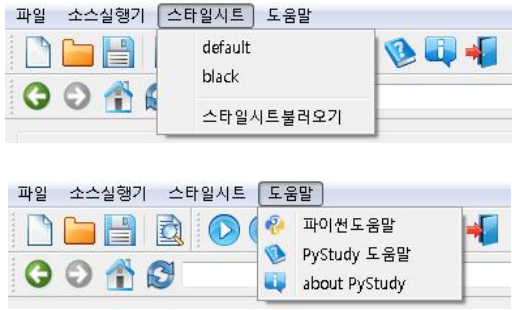 파일 소스실행기 스타일시트 도움말
default
black
스타일시트불러오기
파일 소스실행기 스타일시트 도움말
파이썬도움말
PyStudy 도움말
about PyStudy